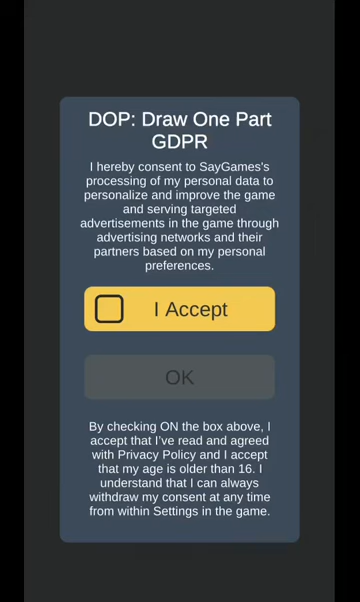 DOP: Draw One Part
GDPR
I hereby consent to SayGames's
processing of my personal data to
personalize and improve the game
and serving targeted
advertisements in the game through
advertising networks and their
partners based on my personal
preferences.
I Accept
OK
By checking ON the box above, I
accept that I've read and agreed
with Privacy Policy and I accept
that my age is older than 16. I
understand that I can always
withdraw my consent at any time
from within Settings in the game.